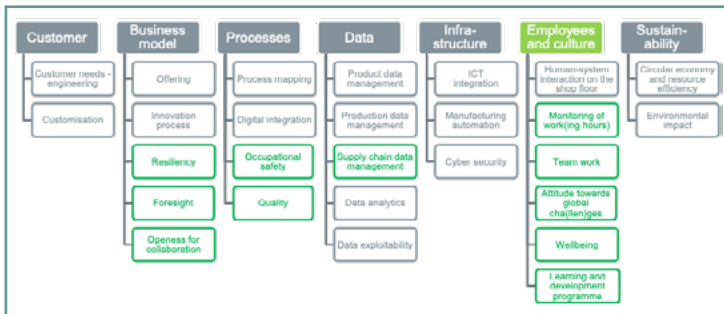 Customer
Customer needs -
engineering
Customisation
Business
model
Offering
Innovation
process
Resiliency
Foresight
Openess for
collaboration
Processes
Process mapping
Digital integration
Occupational
safety
Quality
Data
Product data
management
Production data
management
Supply chain data
management
Data analytics
Data exploitability
Infra-
structure
ICT
integration
Manufacturing
automation
Cyber security
Employees
and culture
Human-system
interaction on the
shop floor
Monitoring of
work(ing hours)
Team work
Attitude towards
global
cha(llen)ges
Wellbeing
Learning and
development
programme
Sustain-
ability
Circular economy
and resource
efficiency
Environmental
impact